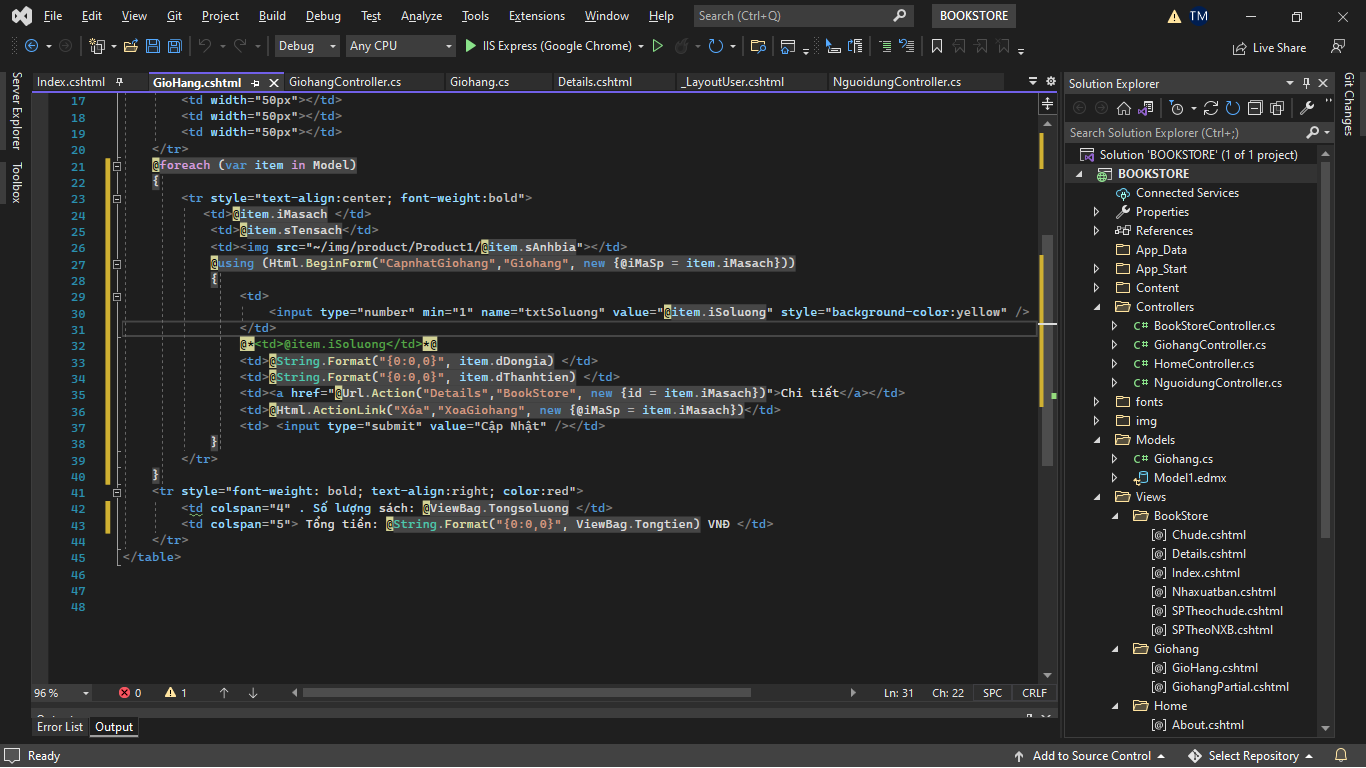 File Edit View Git Project Build Debug Test Analyze Tools Extensions Window Help Search (Ctrl+Q) BOOKSTORE TM
Debug Any CPU IIS Express (Google Chrome) Live Share
Server Explorer
Toolbox
Index.cshtml GioHang.cshtml GiohangController.cs Giohang.cs Details.cshtml _LayoutUser.cshtml NguoidungController.cs
17 <td width="50px"></td>
18 <td width="50px"></td>
19 <td width="50px"></td>
20 </tr>
21 @foreach (var item in Model)
22 {
23 <tr style="text-align:center; font-weight:bold">
24 <td>@item.iMasach </td>
25 <td>@item.sTensach</td>
26 <td><img src="~/img/product/Product1/@item.sAnhbia"></td>
27 @using (Html.BeginForm("CapnhatGiohang","Giohang", new {@iMaSp = item.iMasach}))
28 {
29 <td>
30 <input type="number" min="1" name="txtSoluong" value="@item.iSoluong" style="background-color:yellow" />
31 </td>
32 @*<td>@item.iSoluong</td>*@
33 <td>@String.Format("{0:0,0}", item.dDongia) </td>
34 <td>@String.Format("{0:0,0}", item.dThanhtien) </td>
35 <td><a href="@Url.Action("Details","BookStore", new {id = item.iMasach})">Chi tiết</a></td>
36 <td>@Html.ActionLink("Xóa","XoaGiohang", new {@iMaSp = item.iMasach})</td>
37 <td> <input type="submit" value="Cập Nhật" /></td>
38 }
39 </tr>
40 }
41 <tr style="font-weight: bold; text-align:right; color:red">
42 <td colspan="4" . Số lượng sách: @ViewBag.Tongsoluong </td>
43 <td colspan="5"> Tổng tiền: @String.Format("{0:0,0}", ViewBag.Tongtien) VNĐ </td>
44 </tr>
45 </table>
46
47
48
96 % 0 1 Ln: 31 Ch: 22 SPC CRLF
Error List Output
Solution Explorer
Search Solution Explorer (Ctrl+;)
Solution 'BOOKSTORE' (1 of 1 project)
BOOKSTORE
Connected Services
Properties
References
App_Data
App_Start
Content
Controllers
C# BookStoreController.cs
C# GiohangController.cs
C# HomeController.cs
C# NguoidungController.cs
fonts
img
Models
C# Giohang.cs
Model1.edmx
Views
BookStore
[@] Chude.cshtml
[@] Details.cshtml
[@] Index.cshtml
[@] Nhaxuatban.cshtml
[@] SPTheochude.cshtml
[@] SPTheoNXB.cshtml
Giohang
[@] GioHang.cshtml
[@] GiohangPartial.cshtml
Home
[@] About.cshtml
Git Changes
Ready Add to Source Control Select Repository